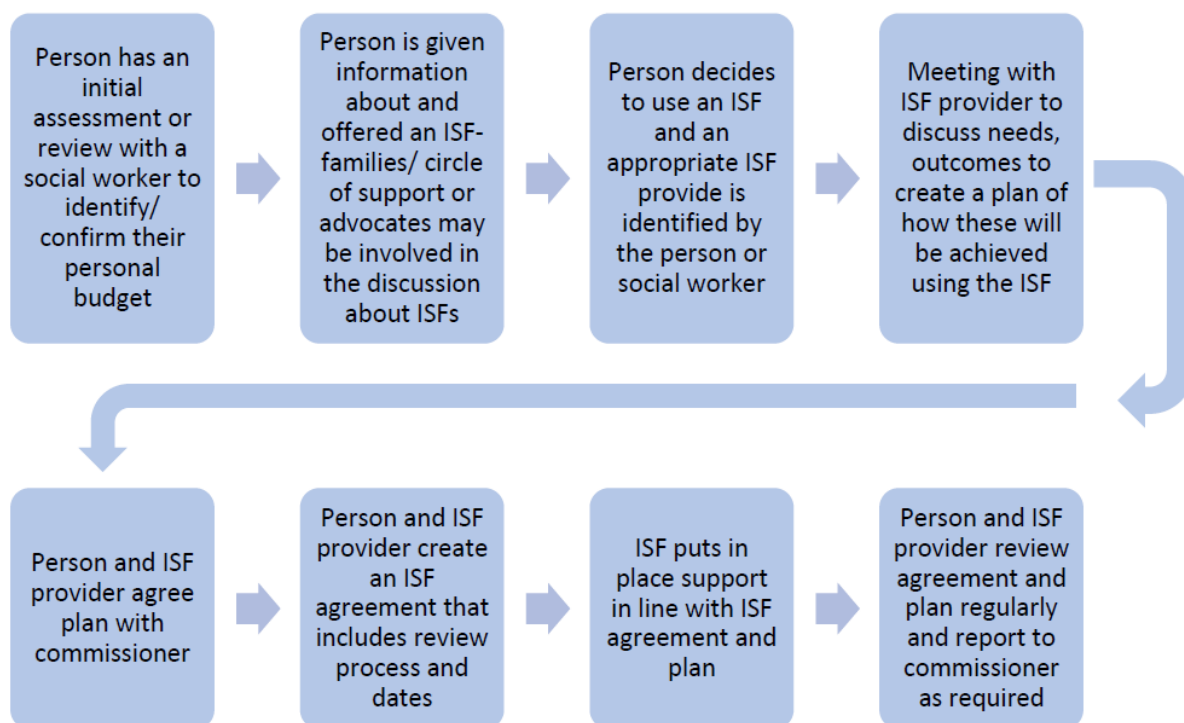 Person has an
initial
assessment or
review with a
social worker to
identify/
confirm their
personal
budget
Person is given
information
about and
offered an ISF-
families/ circle
of support or
advocates may
be involved in
the discussion
about ISFs
Person decides
to use an ISF
and an
appropriate ISF
provide is
identified by
the person or
social worker
Meeting with
ISF provider to
discuss needs,
outcomes to
create a plan of
how these will
be achieved
using the ISF
Person and ISF
provider agree
plan with
commissioner
Person and ISF
provider create
an ISF
agreement that
includes review
process and
dates
ISF puts in
place support
in line with ISF
agreement and
plan
Person and ISF
provider review
agreement and
plan regularly
and report to
commissioner
as required